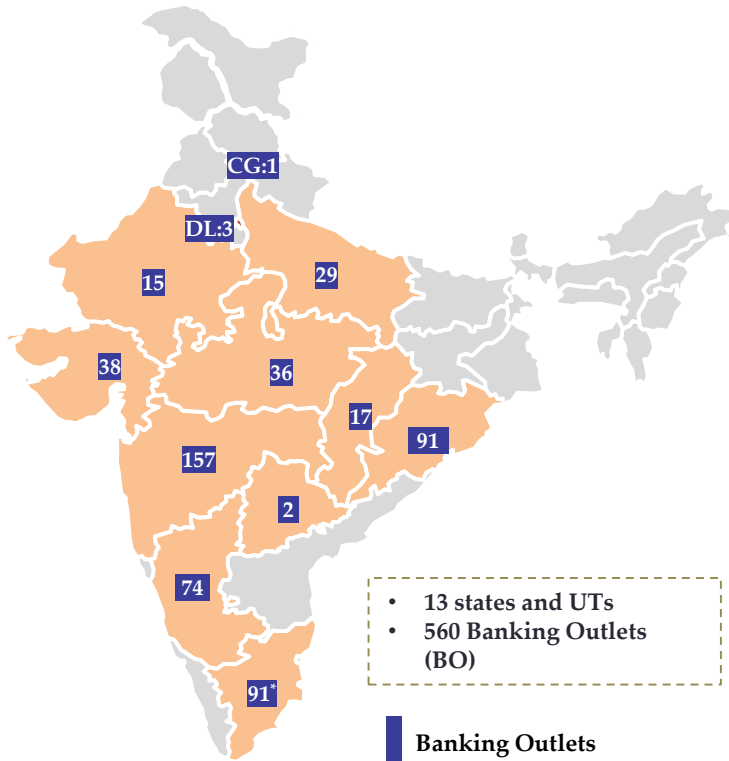 CG:1
DL:3
15
29
38
36
17
157
91
2
74
91*
• 13 states and UTs
• 560 Banking Outlets
(BO)
Banking Outlets